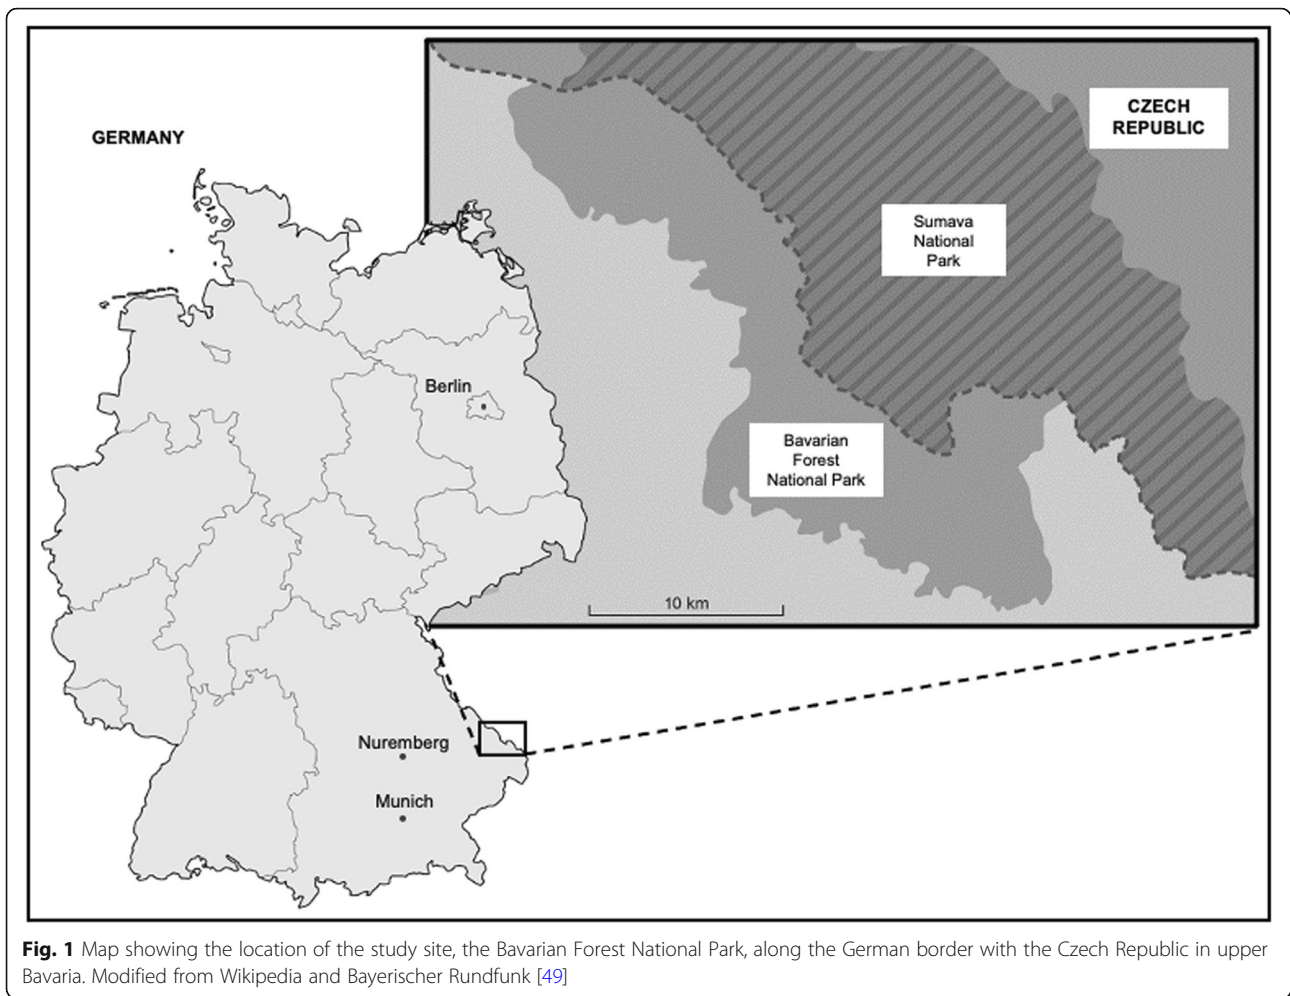 GERMANY
CZECH
REPUBLIC
Sumava
National
Park
Berlin
Bavarian
Forest
National Park
10 km
Nuremberg
Munich
Fig. 1 Map showing the location of the study site, the Bavarian Forest National Park, along the German border with the Czech Republic in upper
Bavaria. Modified from Wikipedia and Bayerischer Rundfunk [49]